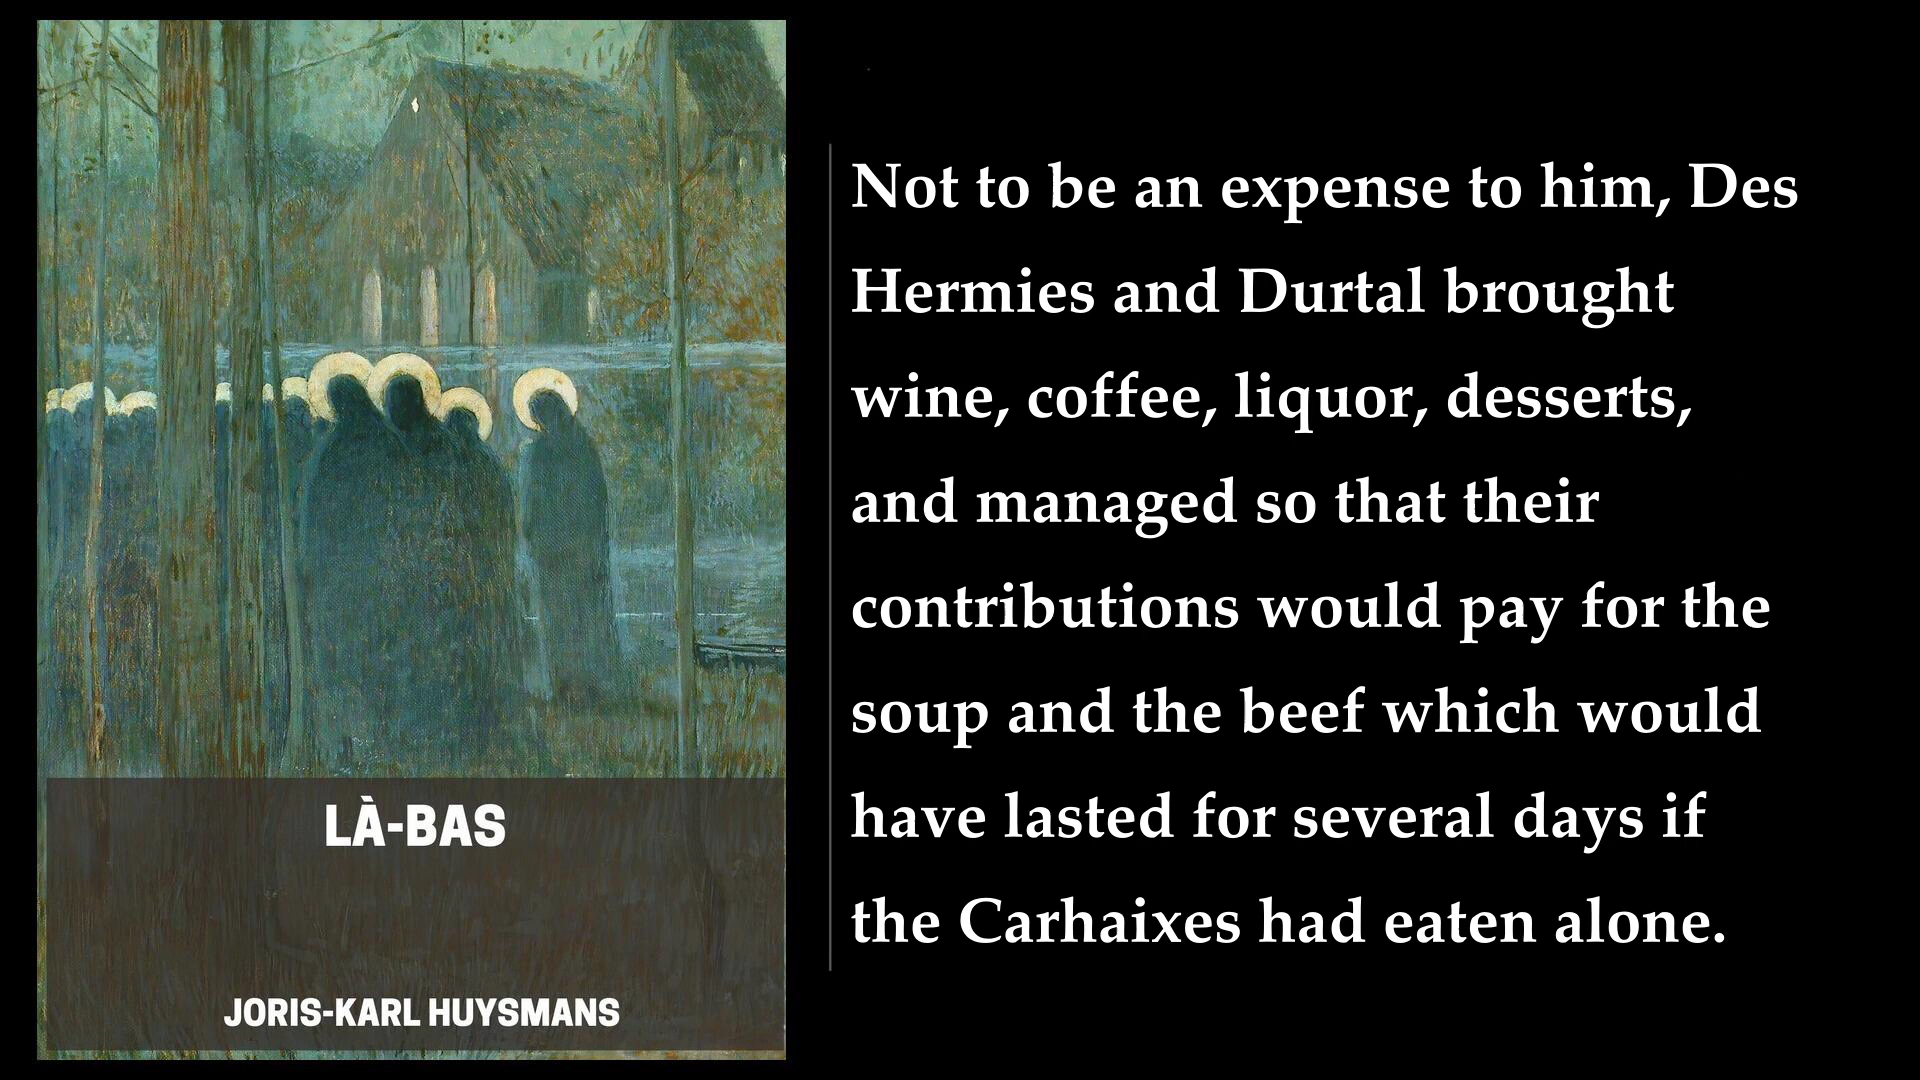 LÀ-BAS
JORIS-KARL HUYSMANS
Not to be an expense to him, Des
Hermies and Durtal brought
wine, coffee, liquor, desserts,
and managed so that their
contributions would pay for the
soup and the beef which would
have lasted for several days if
the Carhaixes had eaten alone.